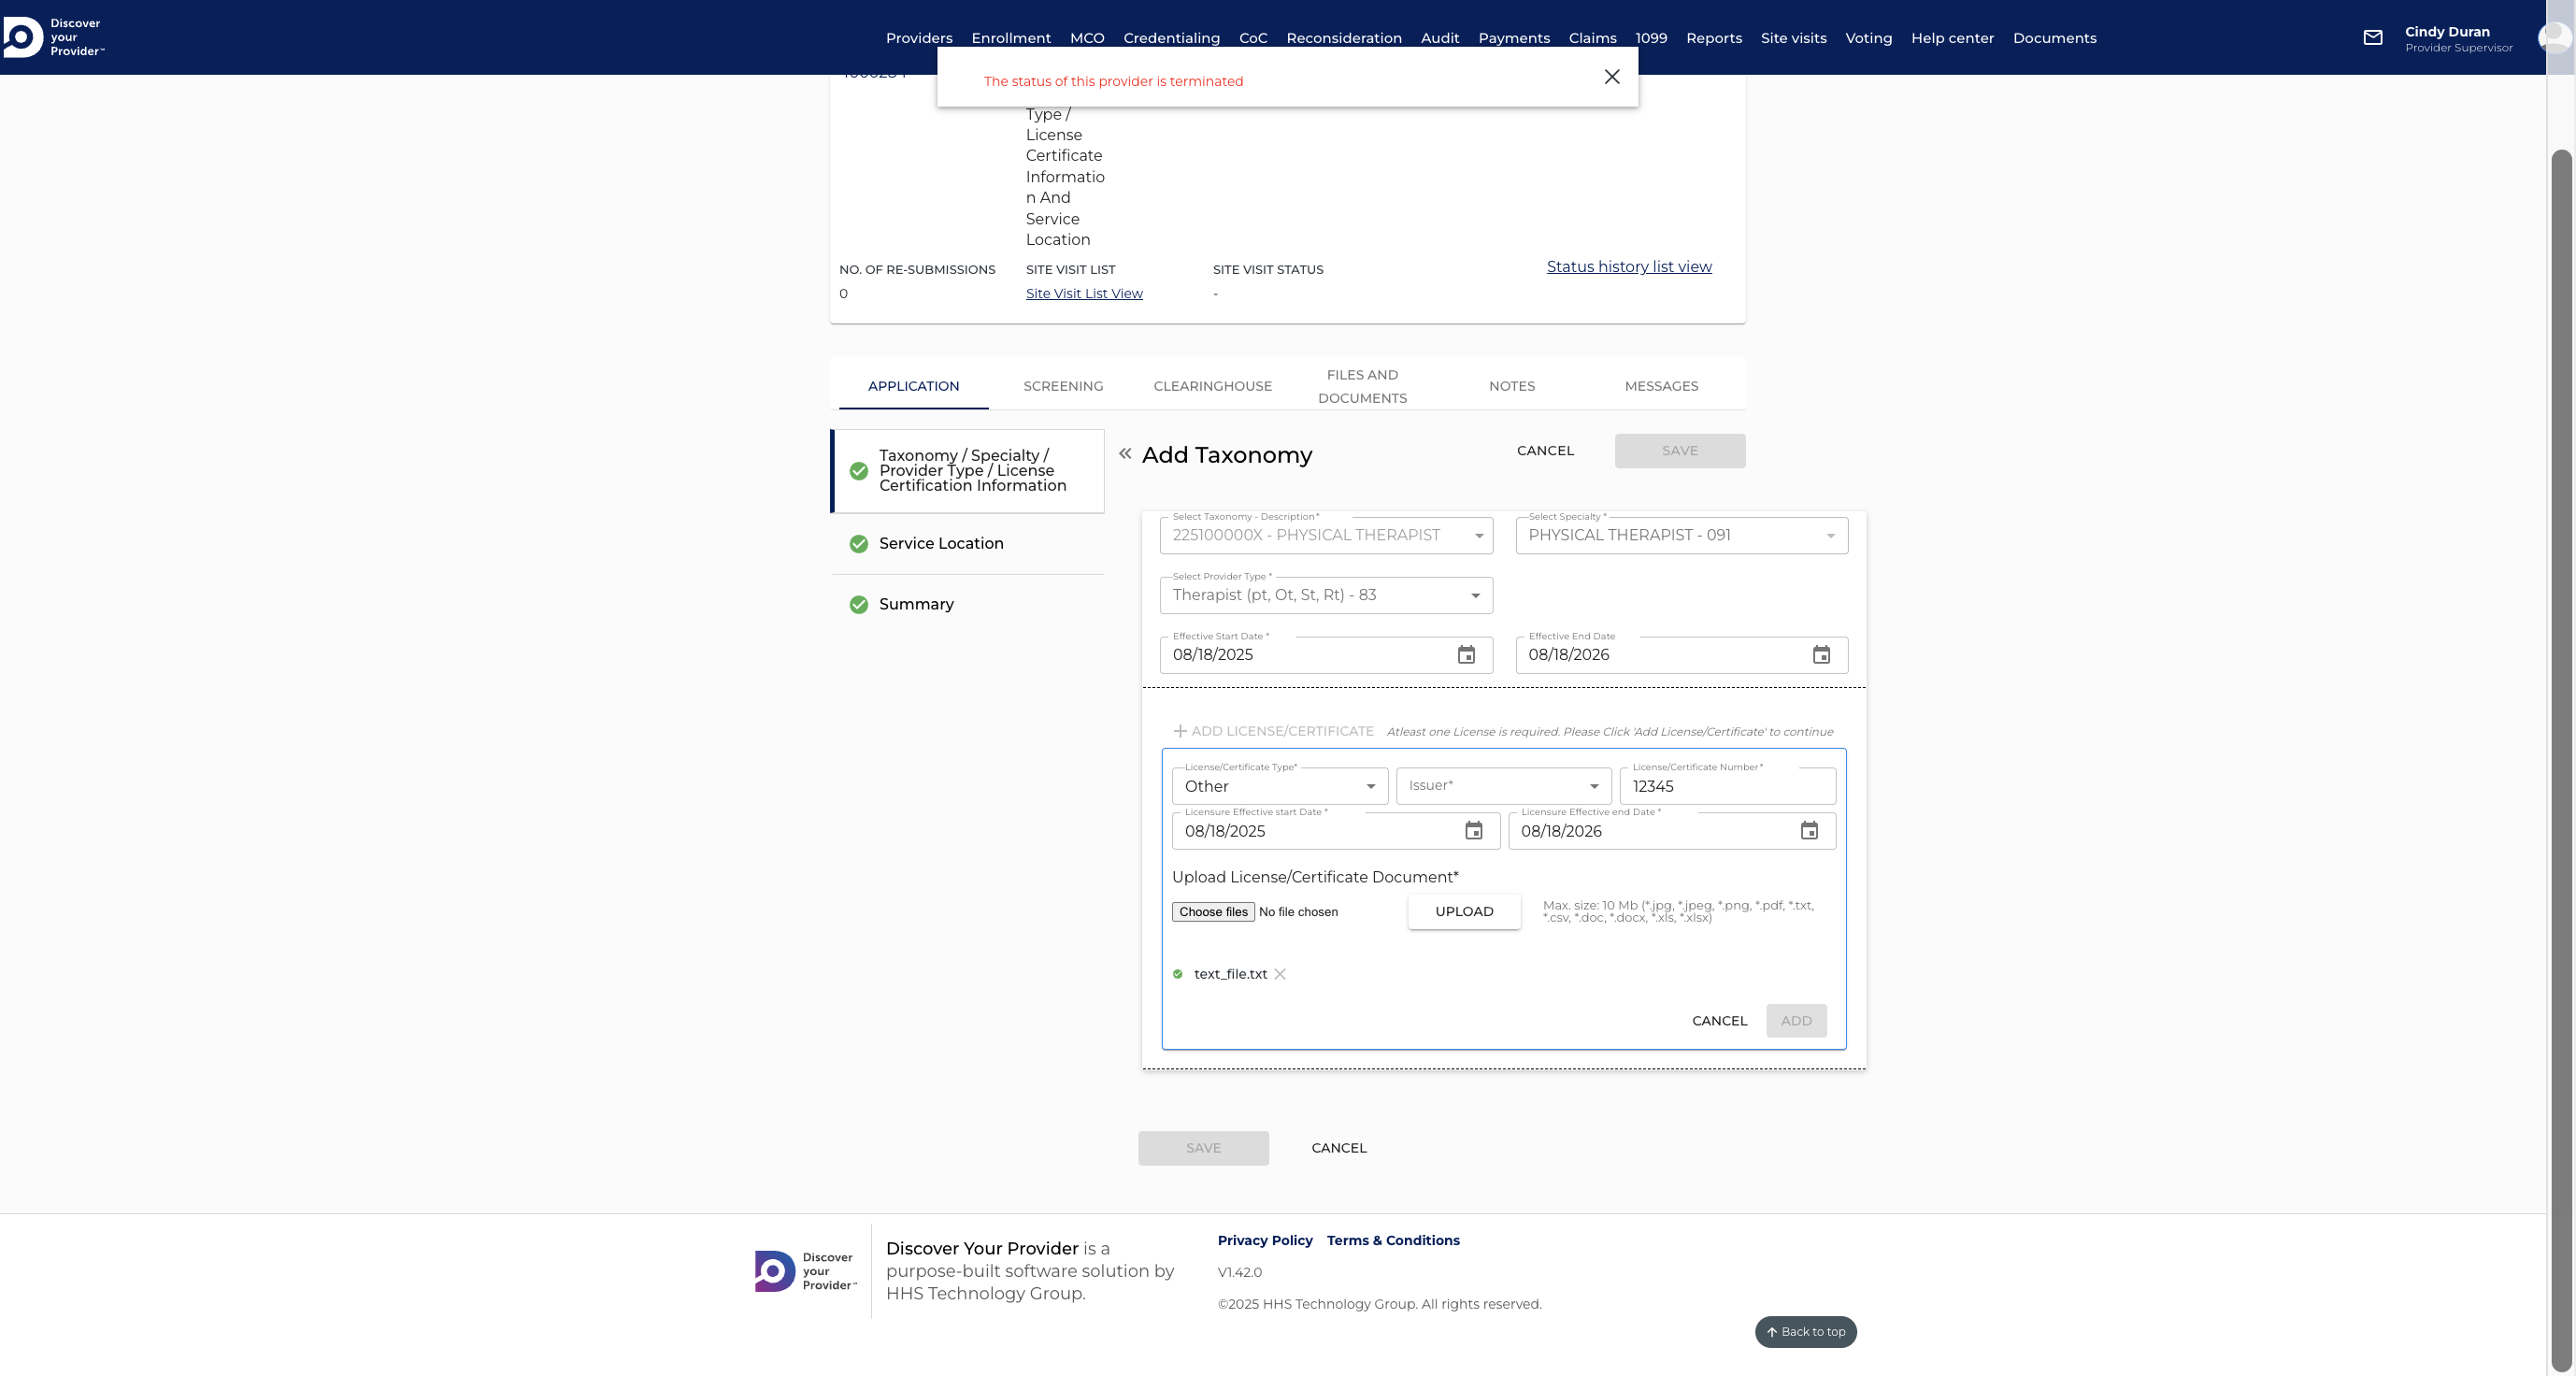 Discover
your
Provider™
Providers Enrollment MCO Credentialing CoC Reconsideration Audit Payments Claims 1099 Reports Site visits Voting Help center Documents
Cindy Duran
Provider Supervisor
The status of this provider is terminated
Type /
License
Certificate
Informatio
n And
Service
Location
NO. OF RE-SUBMISSIONS
0
SITE VISIT LIST
Site Visit List View
SITE VISIT STATUS
-
Status history list view
APPLICATION
SCREENING
CLEARINGHOUSE
FILES AND
DOCUMENTS
NOTES
MESSAGES
Taxonomy / Specialty /
Provider Type / License
Certification Information
Service Location
Summary
Add Taxonomy
CANCEL
SAVE
Select Taxonomy - Description*
225100000X - PHYSICAL THERAPIST
Select Specialty *
PHYSICAL THERAPIST - 091
Select Provider Type *
Therapist (pt, Ot, St, Rt) - 83
Effective Start Date *
08/18/2025
Effective End Date
08/18/2026
ADD LICENSE/CERTIFICATE
Atleast one License is required. Please Click 'Add License/Certificate' to continue
License/Certificate Type*
Other
Issuer*
License/Certificate Number*
12345
Licensure Effective start Date *
08/18/2025
Licensure Effective end Date *
08/18/2026
Upload License/Certificate Document*
Choose files No file chosen
UPLOAD
Max. size: 10 Mb (*.jpg, *.jpeg, *.png, *.pdf, *.txt,
*.csv, *.doc, *.docx, *.xls, *.xlsx)
text_file.txt
CANCEL
ADD
SAVE
CANCEL
Discover
your
Provider™
Discover Your Provider is a
purpose-built software solution by
HHS Technology Group.
Privacy Policy Terms & Conditions
V1.42.0
©2025 HHS Technology Group. All rights reserved.
Back to top